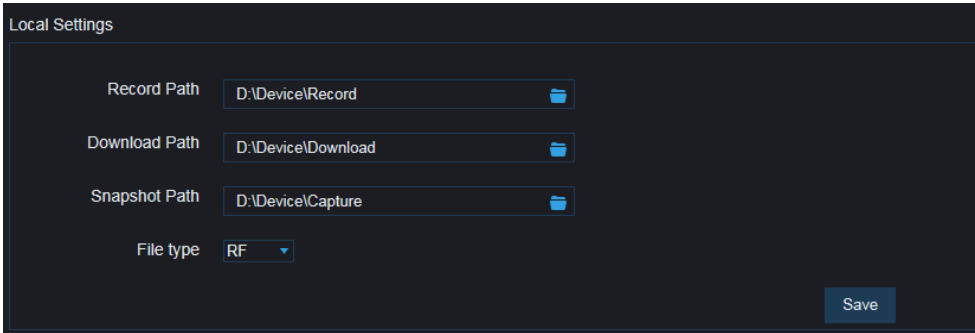 Local Settings
Record Path D:\Device\Record
Download Path D:\Device\Download
Snapshot Path D:\Device\Capture
File type RF
Save